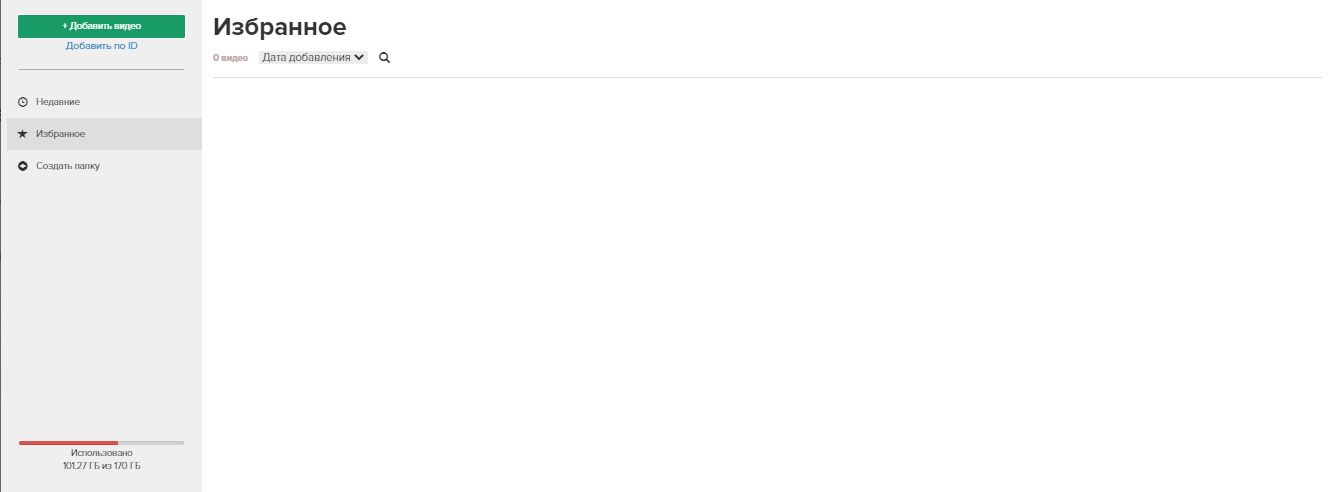 + Добавить видео
Добавить по ID
Недавние
Избранное
Создать папку
Использовано
101.27 ГБ из 170 ГБ
Избранное
0 видео Дата добавления